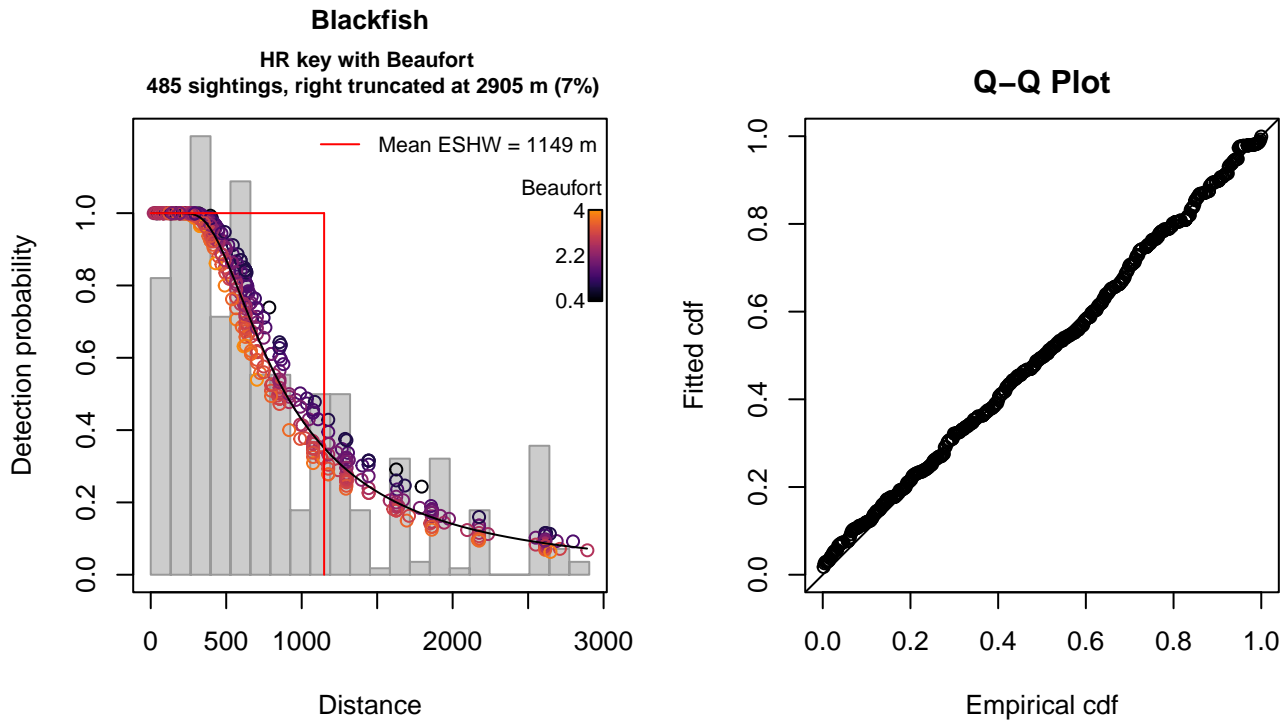 Blackfish
HR key with Beaufort
485 sightings, right truncated at 2905 m (7%)
Mean ESHW = 1149 m
Beaufort
4
2.2
0.4
Detection probability
1.0
0.8
0.6
0.4
0.2
0.0
0 500 1000 2000 3000
Distance
Q−Q Plot
Fitted cdf
1.0
0.8
0.6
0.4
0.2
0.0
0.0 0.2 0.4 0.6 0.8 1.0
Empirical cdf